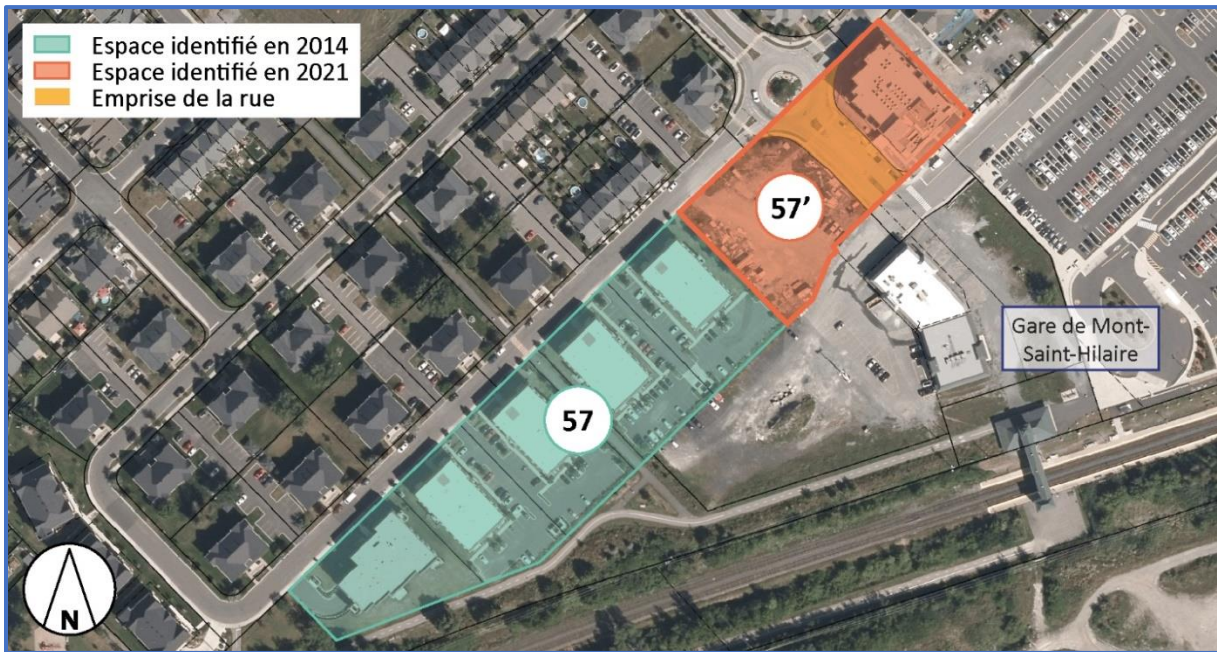 Espace identifié en 2014
Espace identifié en 2021
Emprise de la rue
57’
Gare de Mont-
Saint-Hilaire
57
N